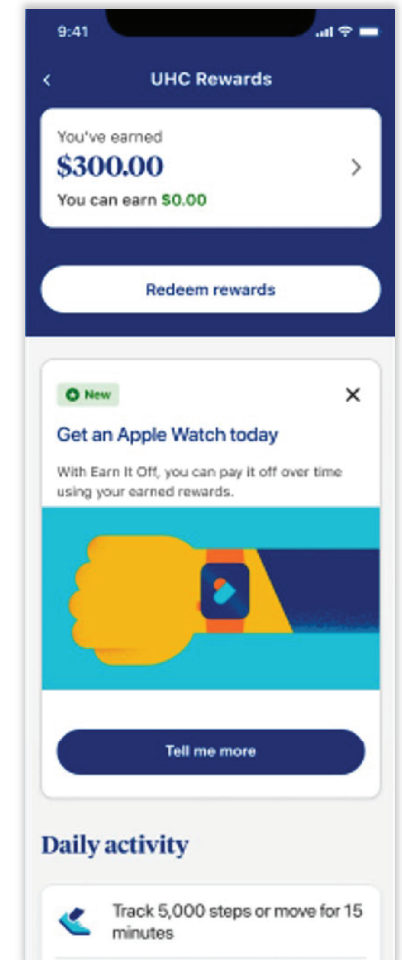 9:41
UHC Rewards
You've earned
$300.00
You can earn $0.00
Redeem rewards
New
Get an Apple Watch today
With Earn It Off, you can pay it off over time
using your earned rewards.
Tell me more
Daily activity
Track 5,000 steps or move for 15
minutes